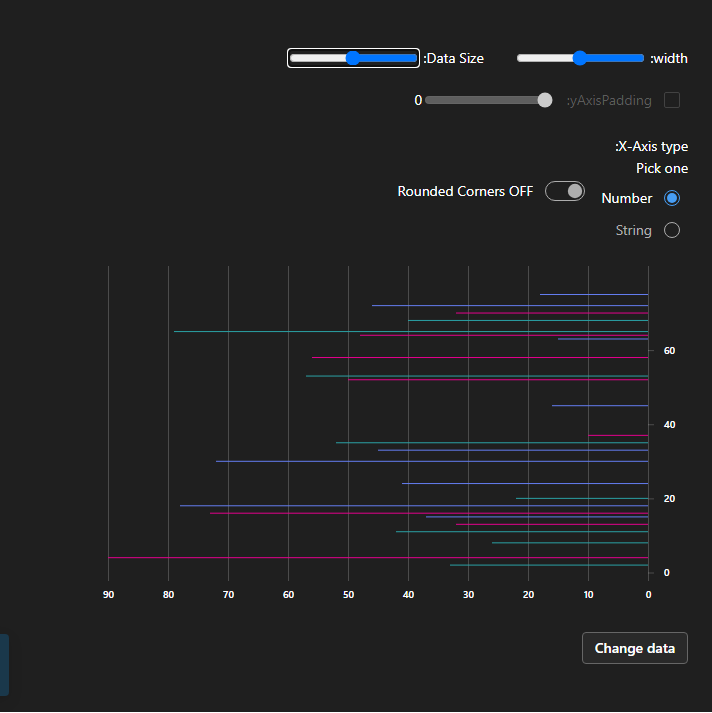 :width
:Data Size
:yAxisPadding
0
:X-Axis type
Pick one
Number
Rounded Corners OFF
String
60
40
20
0
90 80 70 60 50 40 30 20 10 0
Change data